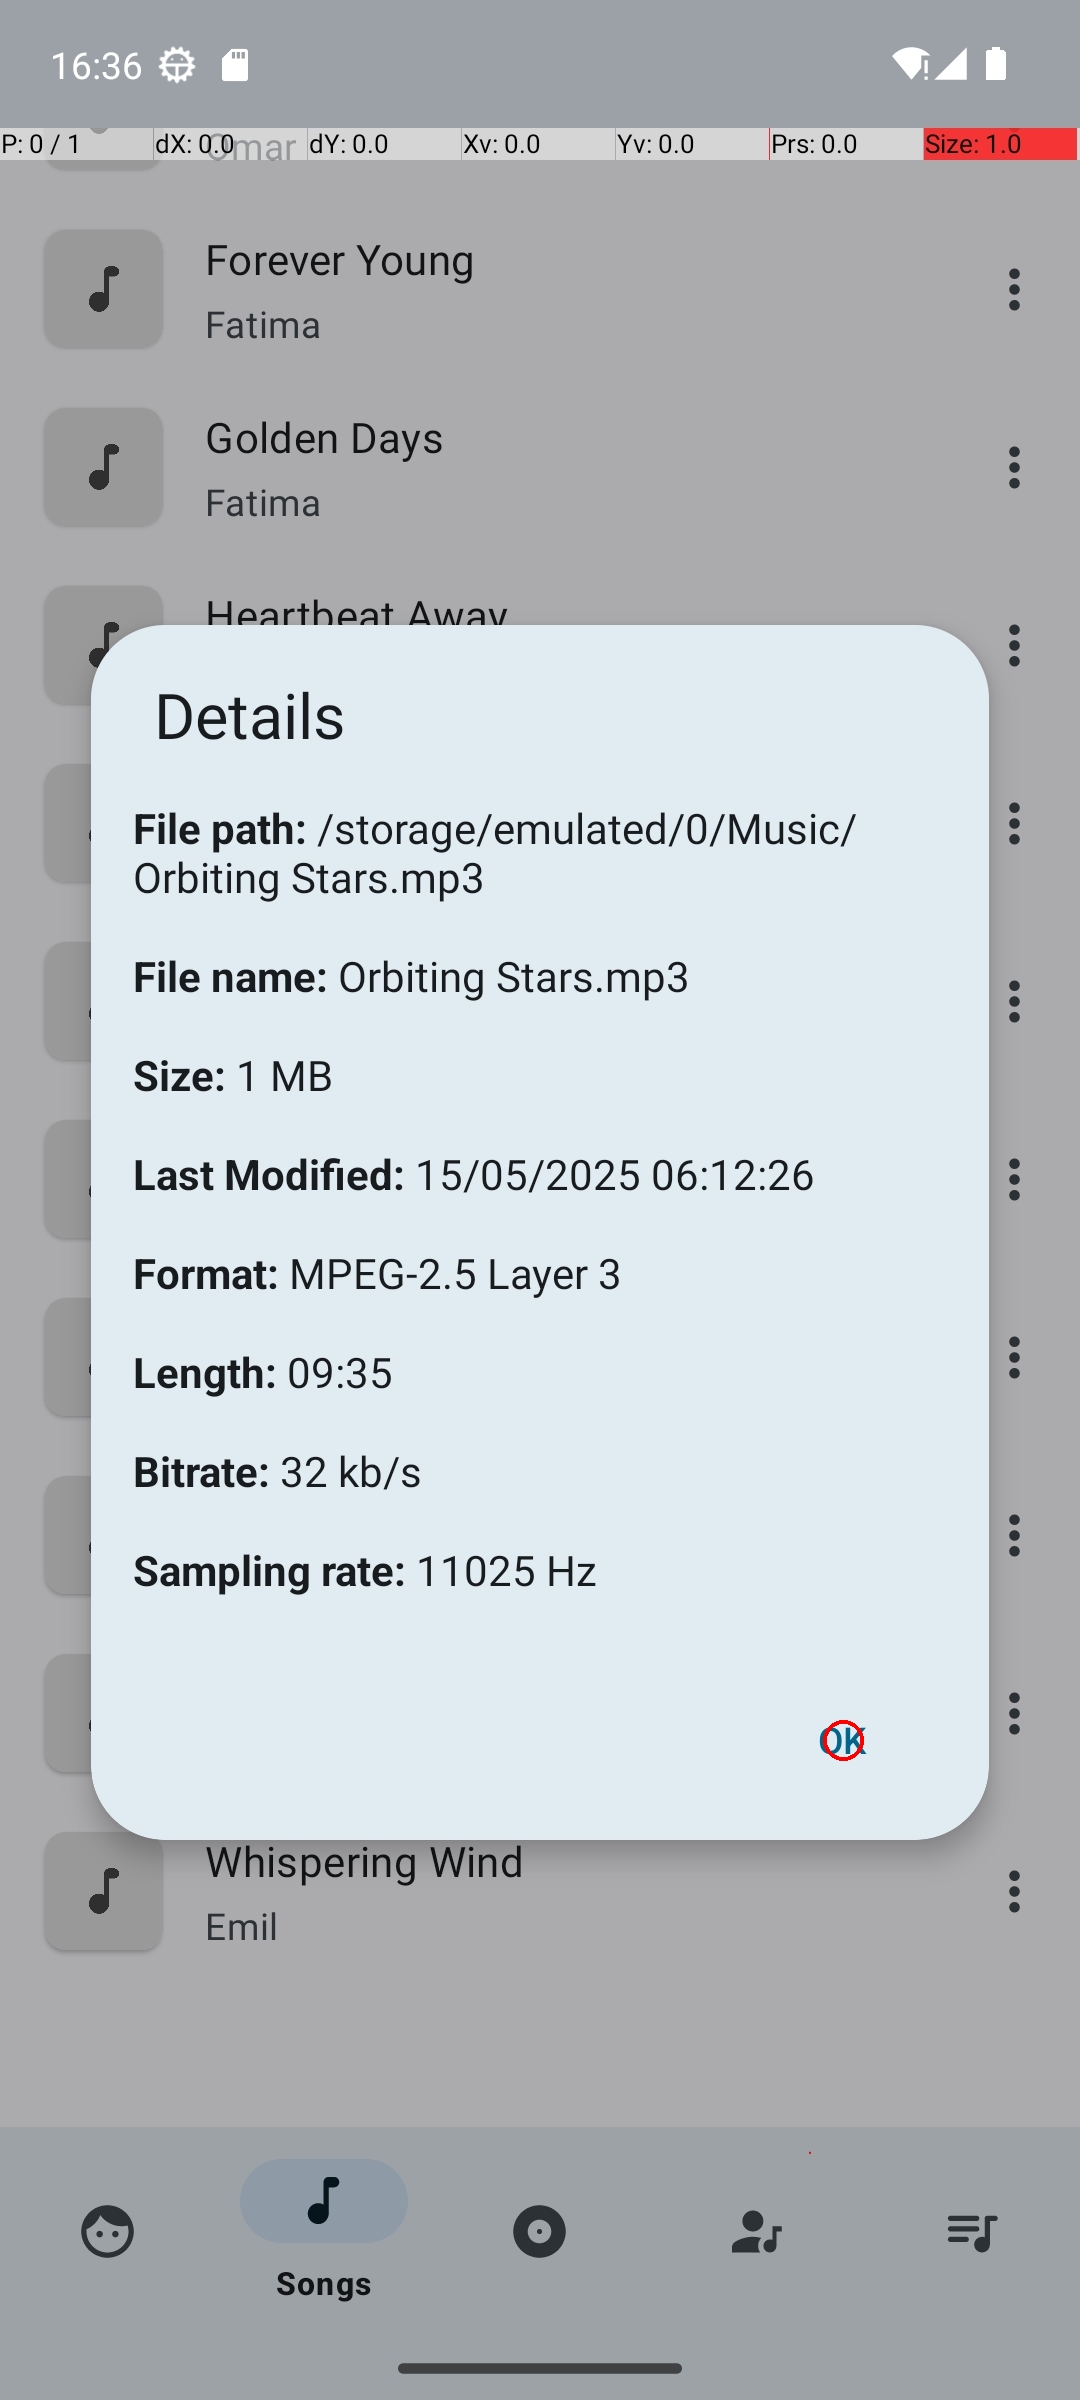 16:36
P: 0 / 1 dX: 0.0 dY: 0.0 Xv: 0.0 Yv: 0.0 Prs: 0.0 Size: 1.0
Omar
Forever Young
Fatima
Golden Days
Fatima
Heartbeat Away
Details
File path: /storage/emulated/0/Music/
Orbiting Stars.mp3
File name: Orbiting Stars.mp3
Size: 1 MB
Last Modified: 15/05/2025 06:12:26
Format: MPEG-2.5 Layer 3
Length: 09:35
Bitrate: 32 kb/s
Sampling rate: 11025 Hz
OK
Whispering Wind
Emil
Songs